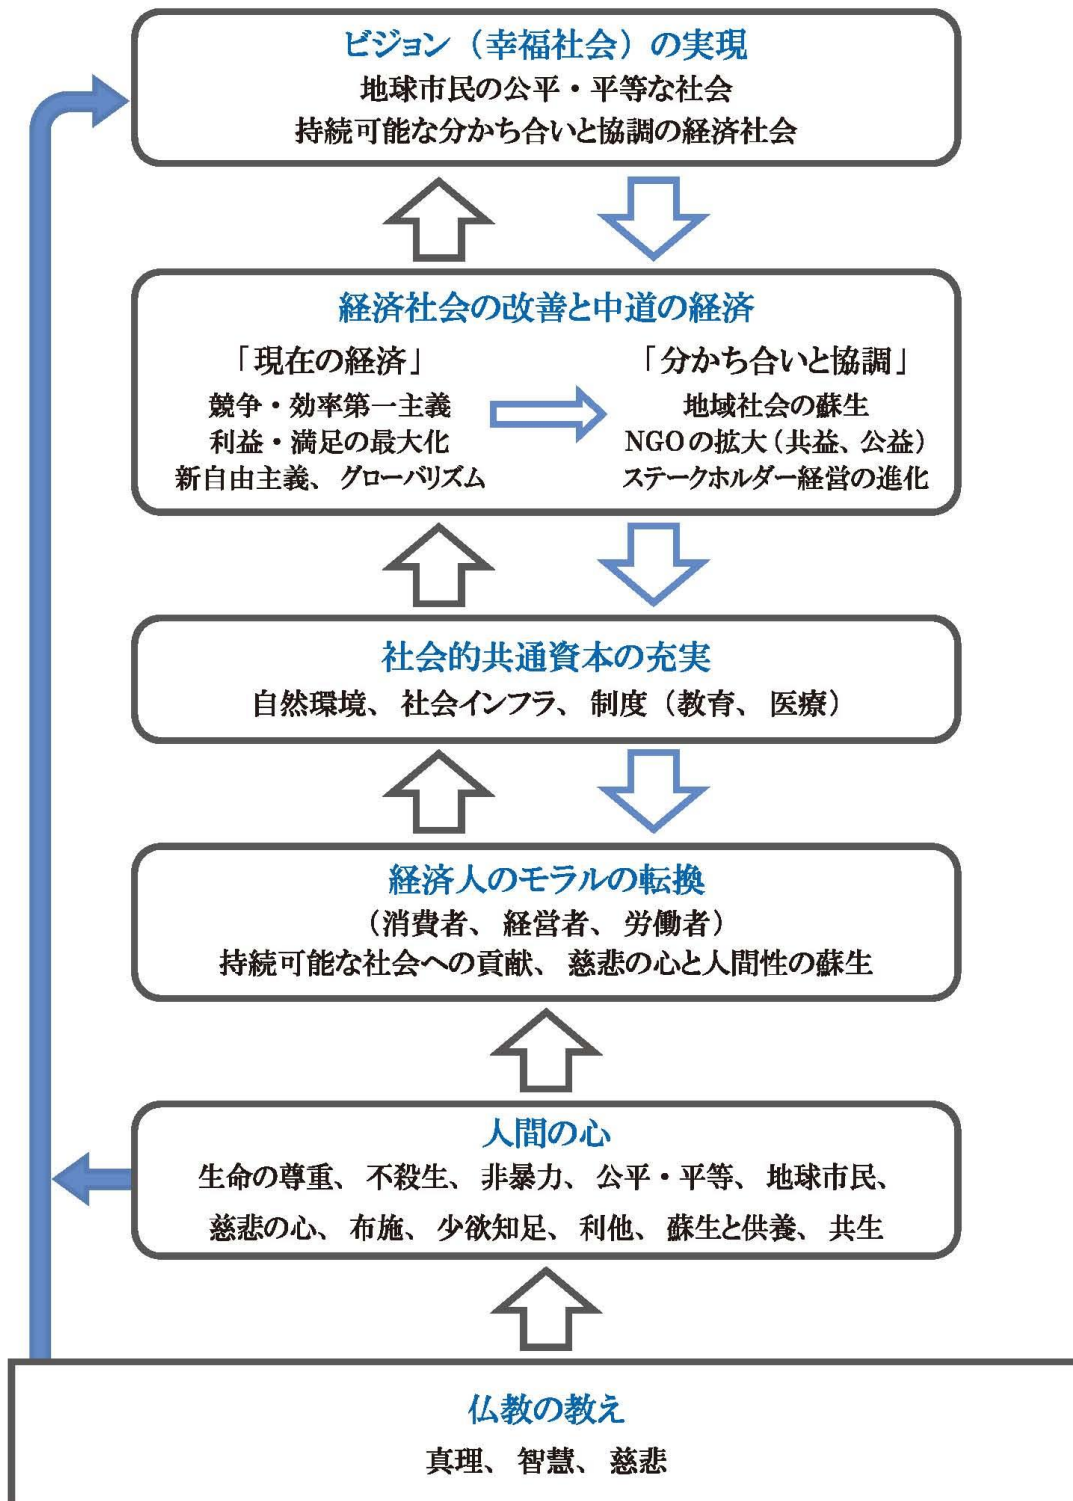 ビジョン（幸福社会）の実現
地球市民の公平・平等な社会
持続可能な分かち合いと協調の経済社会
経済社会の改善と中道の経済
「現在の経済」
競争・効率第一主義
利益・満足の最大化
新自由主義、グローバリズム
「分かち合いと協調」
地域社会の蘇生
NGOの拡大（共益、公益）
ステークホルダー経営の進化
社会的共通資本の充実
自然環境、社会インフラ、制度（教育、医療）
経済人のモラルの転換
（消費者、経営者、労働者）
持続可能な社会への貢献、慈悲の心と人間性の蘇生
人間の心
生命の尊重、不殺生、非暴力、公平・平等、地球市民、
慈悲の心、布施、少欲知足、利他、蘇生と供養、共生
仏教の教え
真理、智慧、慈悲